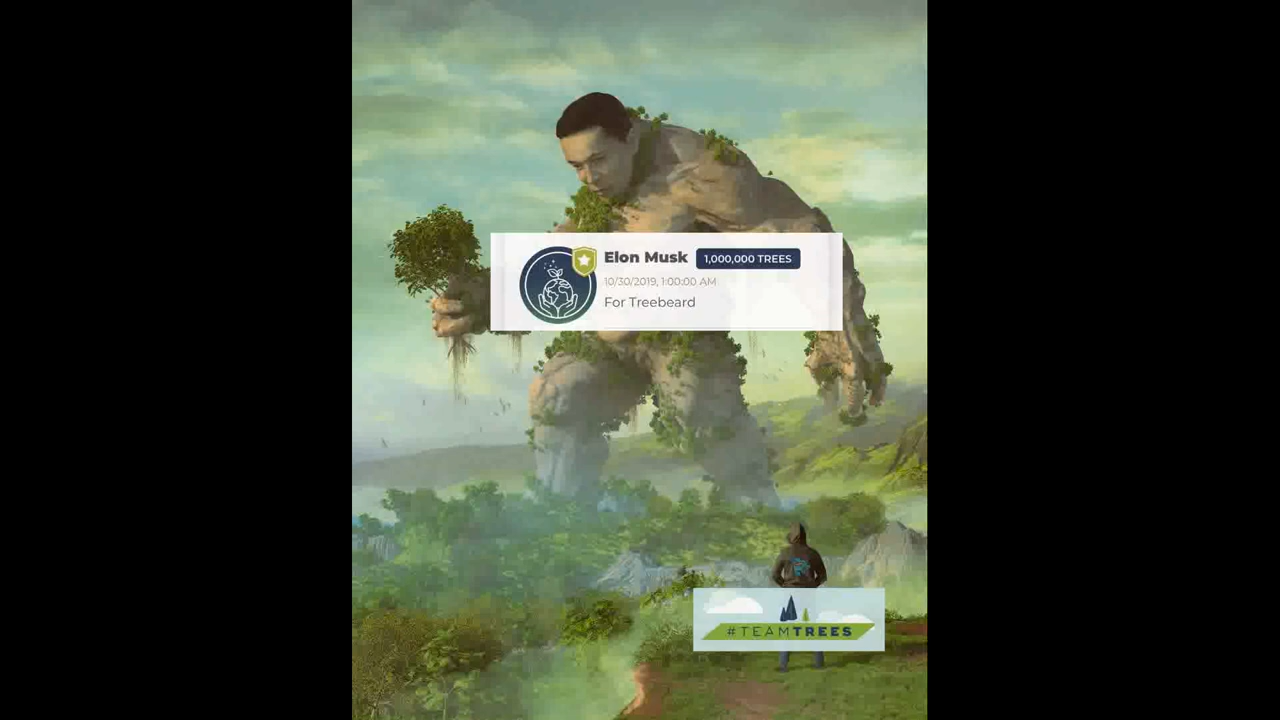 Elon Musk 1,000,000 TREES
10/30/2019, 1:00:00 AM
For Treebeard
#TEAMTREES